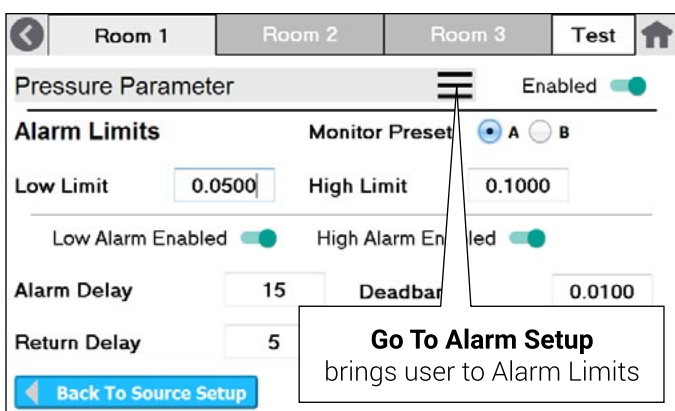 Room 1 Room 2 Room 3 Test
Pressure Parameter Enabled
Alarm Limits Monitor Preset A B
Low Limit 0.0500 High Limit 0.1000
Low Alarm Enabled High Alarm En led
Alarm Delay 15 Deadbar 0.0100
Return Delay 5
Go To Alarm Setup
brings user to Alarm Limits
Back To Source Setup